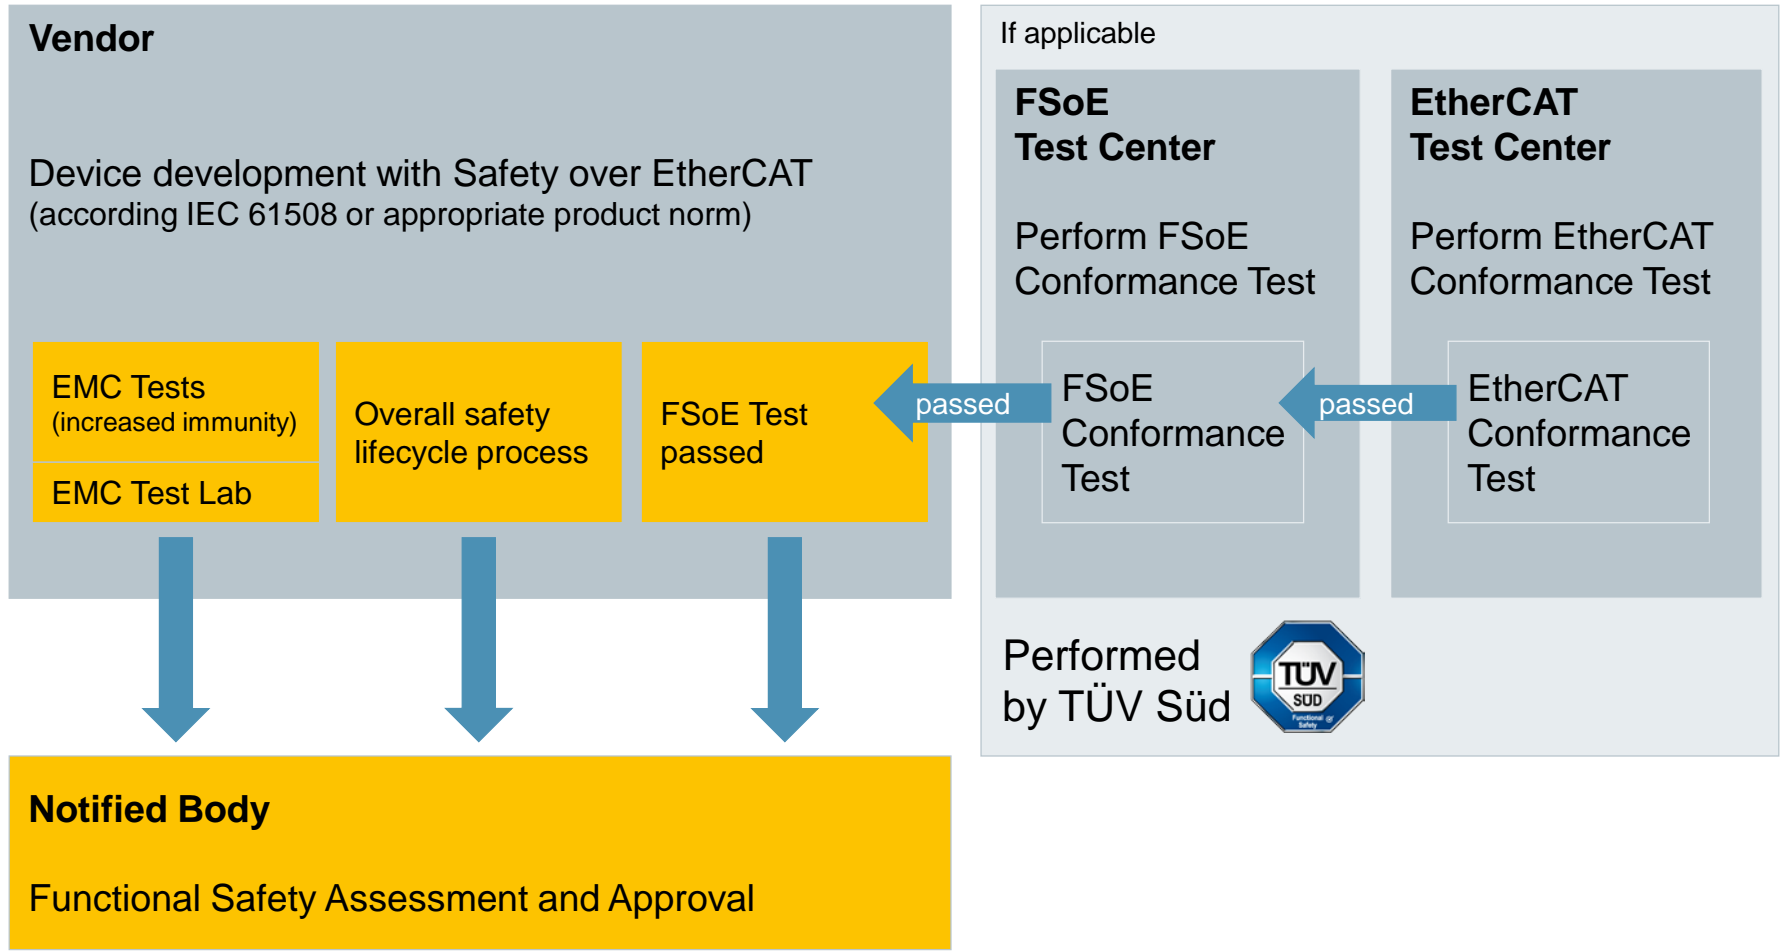 Vendor
Device development with Safety over EtherCAT
(according IEC 61508 or appropriate product norm)
EMC Tests
(increased immunity)
EMC Test Lab
Overall safety
lifecycle process
FSoE Test
passed
If applicable
FSoE
Test Center
Perform FSoE
Conformance Test
passed
FSoE
Conformance
Test
EtherCAT
Test Center
Perform EtherCAT
Conformance Test
passed
EtherCAT
Conformance
Test
Performed
by TÜV Süd
TÜV
SÜD
Functional
Safety
Notified Body
Functional Safety Assessment and Approval